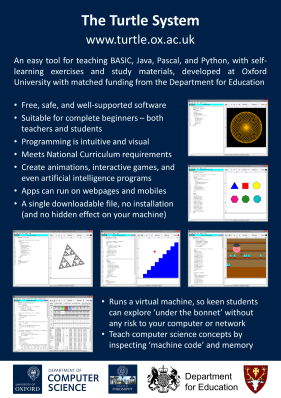 The Turtle System
www.turtle.ox.ac.uk
An easy tool for teaching BASIC, Java, Pascal, and Python, with self-
learning exercises and study materials, developed at Oxford
University with matched funding from the Department for Education
• Free, safe, and well-supported software
• Suitable for complete beginners – both
teachers and students
• Programming is intuitive and visual
• Meets National Curriculum requirements
• Create animations, interactive games, and
even artificial intelligence programs
• Apps can run on webpages and mobiles
• A single downloadable file, no installation
(and no hidden effect on your machine)
• Runs a virtual machine, so keen students
can explore ‘under the bonnet’ without
any risk to your computer or network
• Teach computer science concepts by
inspecting ‘machine code’ and memory
UNIVERSITY OF
OXFORD
DEPARTMENT OF
COMPUTER
SCIENCE
PHILOSOPHY
Department
for Education